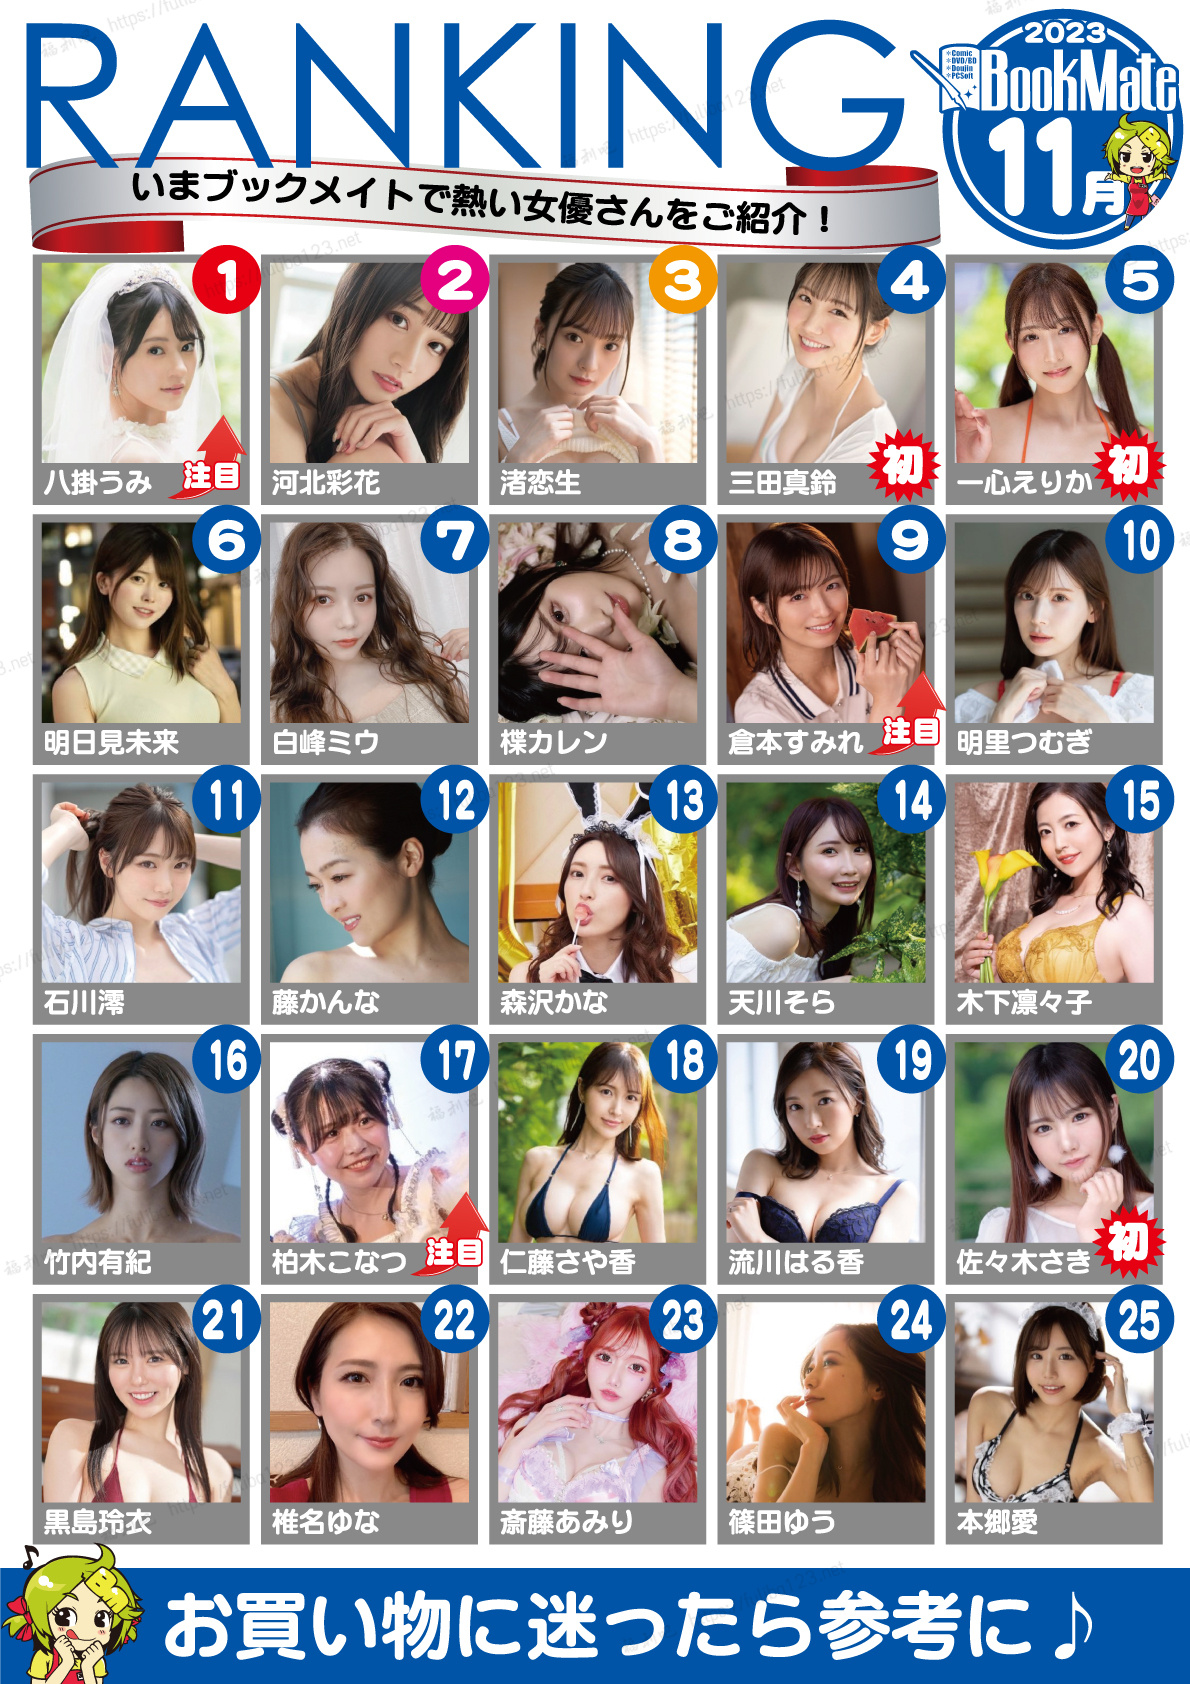 RANKING
2023
*Comic
*DVD/BD
*Doujin
*PCSoft
BookMate
11月
いまブックメイトで熱い女優さんをご紹介！
1
八掛うみ
注目
2
河北彩花
3
渚恋生
4
三田真鈴
初
5
一心えりか
初
6
明日見未来
7
白峰ミウ
8
楪カレン
9
倉本すみれ
注目
10
明里つむぎ
11
石川澪
12
藤かんな
13
森沢かな
14
天川そら
15
木下凛々子
16
竹内有紀
17
柏木こなつ
注目
18
仁藤さや香
19
流川はる香
20
佐々木さき
初
21
黒島玲衣
22
椎名ゆな
23
斎藤あみり
24
篠田ゆう
25
本郷愛
お買い物に迷ったら参考に♪
福利吧 https://fuliba123.net